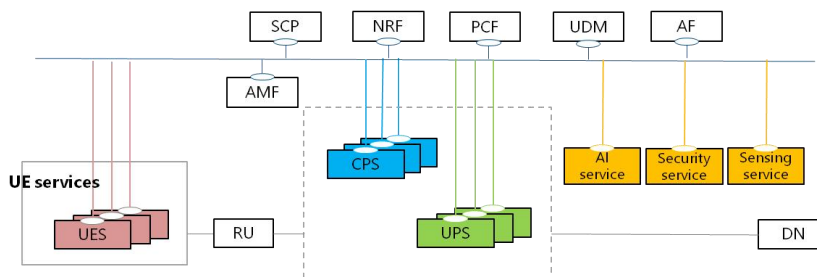 SCP
NRF
PCF
UDM
AF
AMF
CPS
AI
service
Security
service
Sensing
service
UE services
UES
RU
UPS
DN